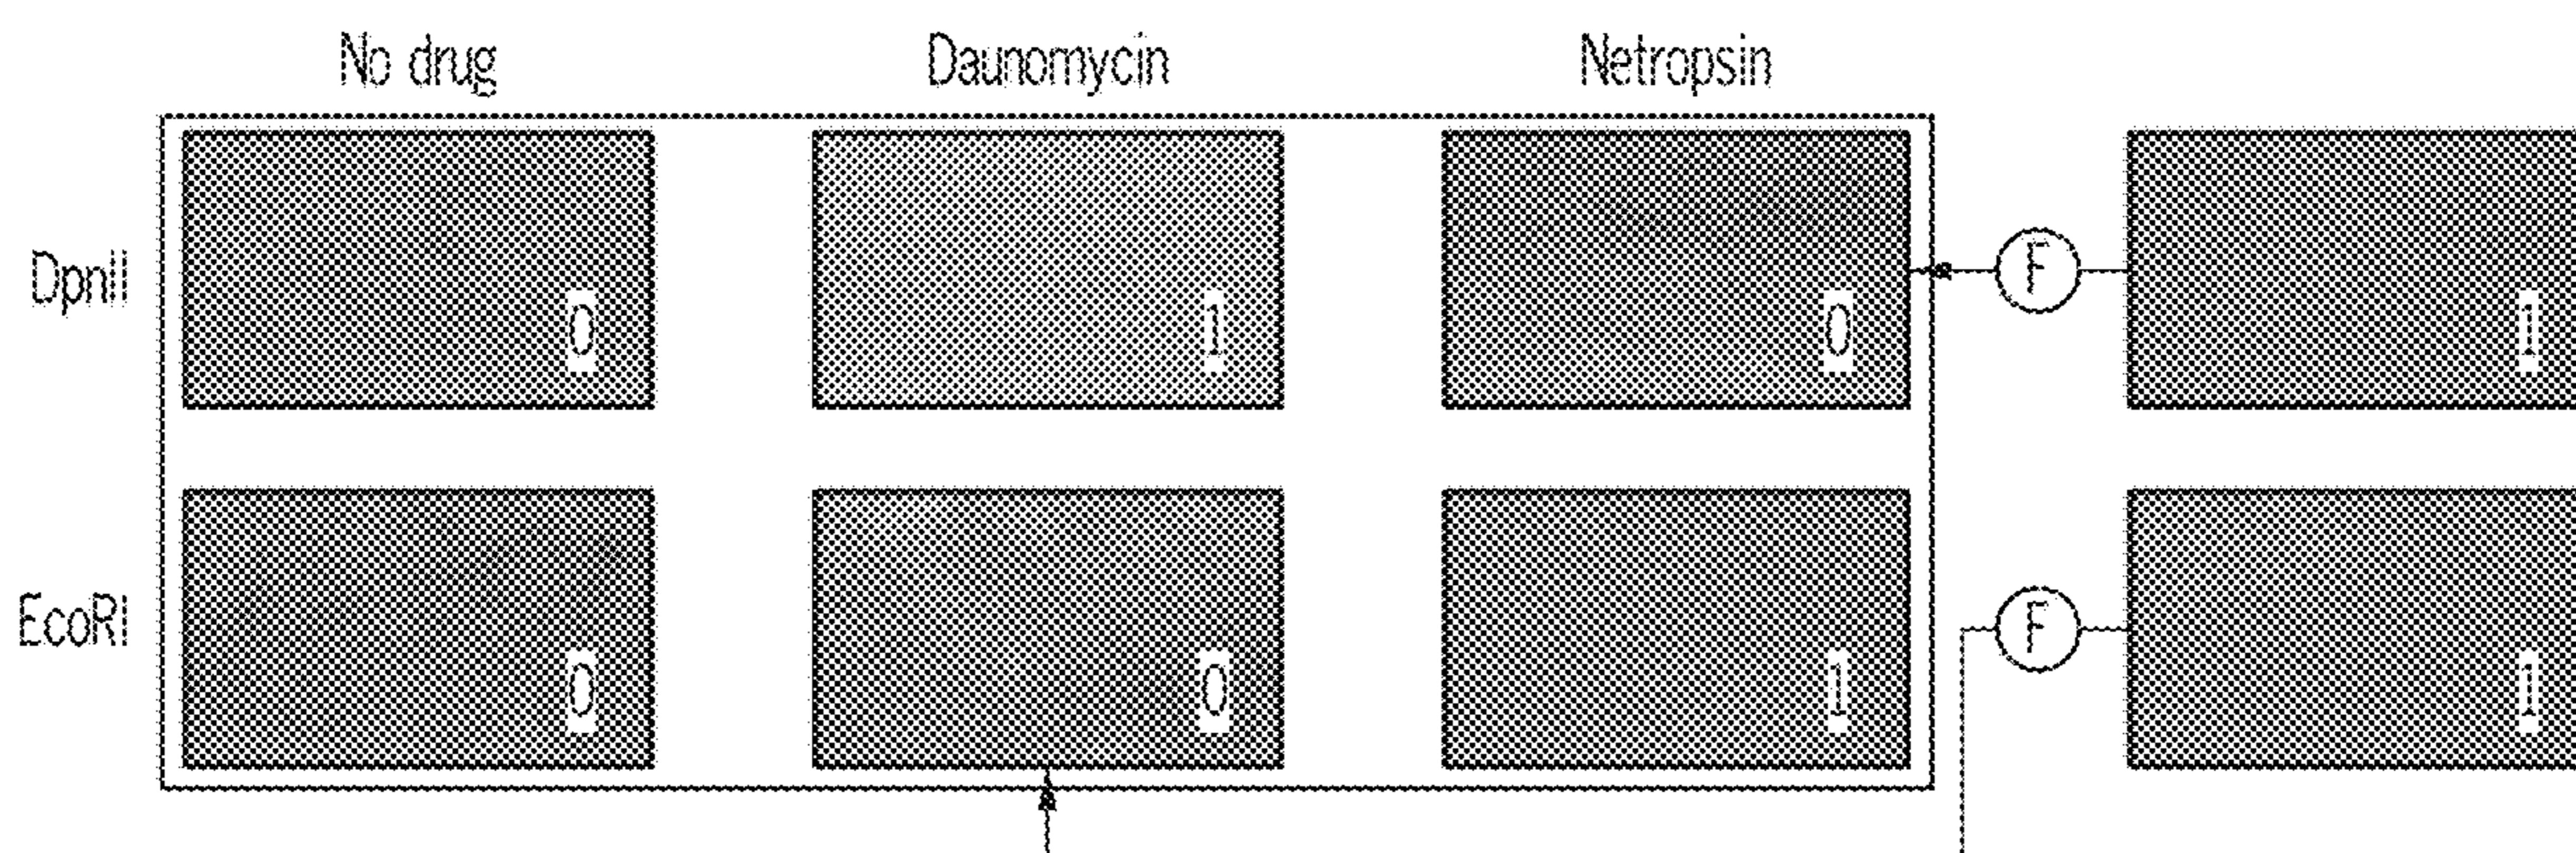 No drug Daunomycin Netropsin
DpnII
0 1 0 F 1
EcoRI
0 0 1 F 1